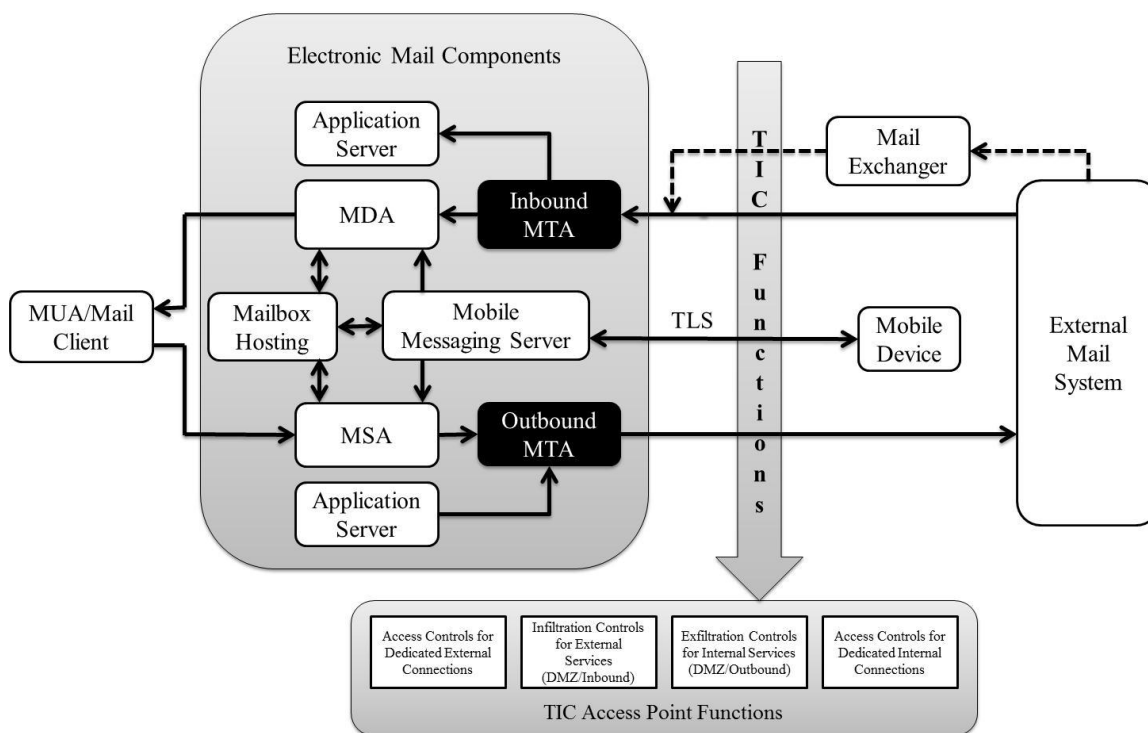 Electronic Mail Components
Application
Server
MDA
Inbound
MTA
MUA/Mail
Client
Mailbox
Hosting
Mobile
Messaging Server
MSA
Outbound
MTA
Application
Server
TIC Functions
TLS
Mail
Exchanger
Mobile
Device
External
Mail
System
Access Controls for
Dedicated External
Connections
Infiltration Controls
for External
Services
(DMZ/Inbound)
Exfiltration Controls
for Internal Services
(DMZ/Outbound)
Access Controls for
Dedicated Internal
Connections
TIC Access Point Functions